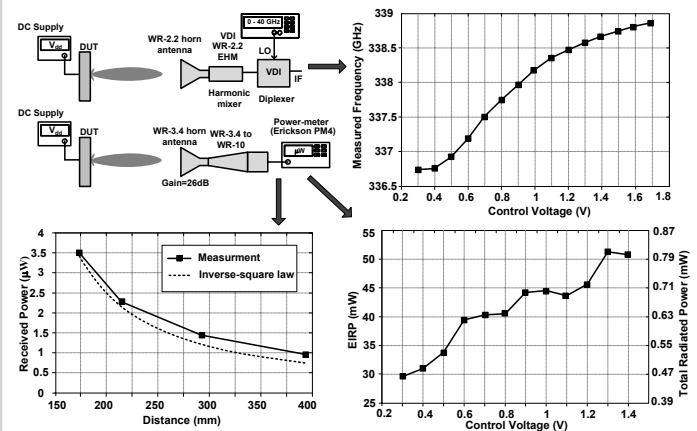 DC Supply
Vdd
DUT
WR-2.2 horn
antenna
VDI
WR-2.2
EHM
Harmonic
mixer
0 - 40 GHz
LO
VDI
IF
Diplexer
DC Supply
Vdd
DUT
WR-3.4 horn
antenna
Gain=26dB
WR-3.4 to
WR-10
Power-meter
(Erickson PM4)
μW
Measured Frequency (GHz)
339
338.5
338
337.5
337
336.5
0.2 0.4 0.6 0.8 1 1.2 1.4 1.6 1.8
Control Voltage (V)
Received Power (μW)
4
3.5
3
2.5
2
1.5
1
0.5
0
150 200 250 300 350 400
Distance (mm)
Measurment
Inverse-square law
EIRP (mW)
55
50
45
40
35
30
25
0.2 0.4 0.6 0.8 1 1.2 1.4
Control Voltage (V)
0.87
0.79
0.71
0.63
0.55
0.47
0.39
Total Radiated Power (mW)